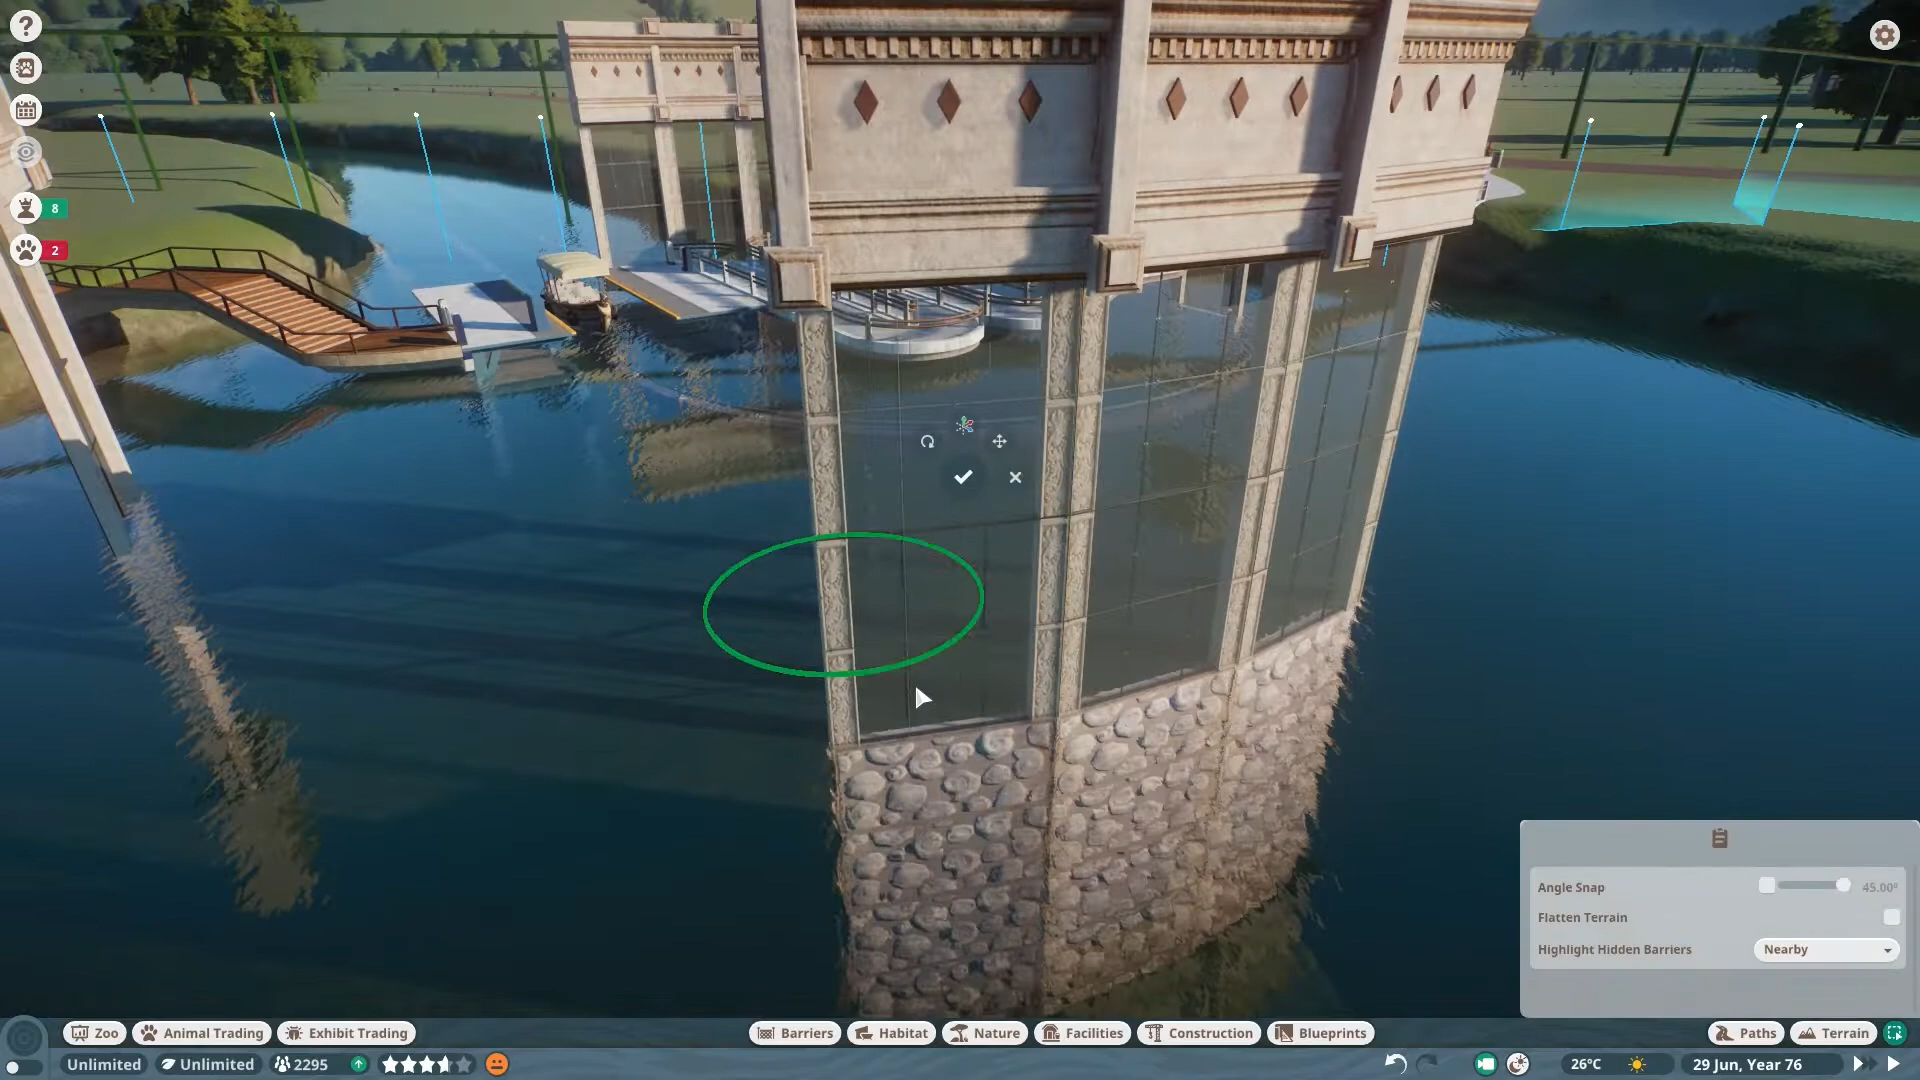 ?
8
2
Angle Snap 45.00°
Flatten Terrain
Highlight Hidden Barriers Nearby
Zoo Animal Trading Exhibit Trading Barriers Habitat Nature Facilities Construction Blueprints Paths Terrain
Unlimited Unlimited 2295 26°C 29 Jun, Year 76